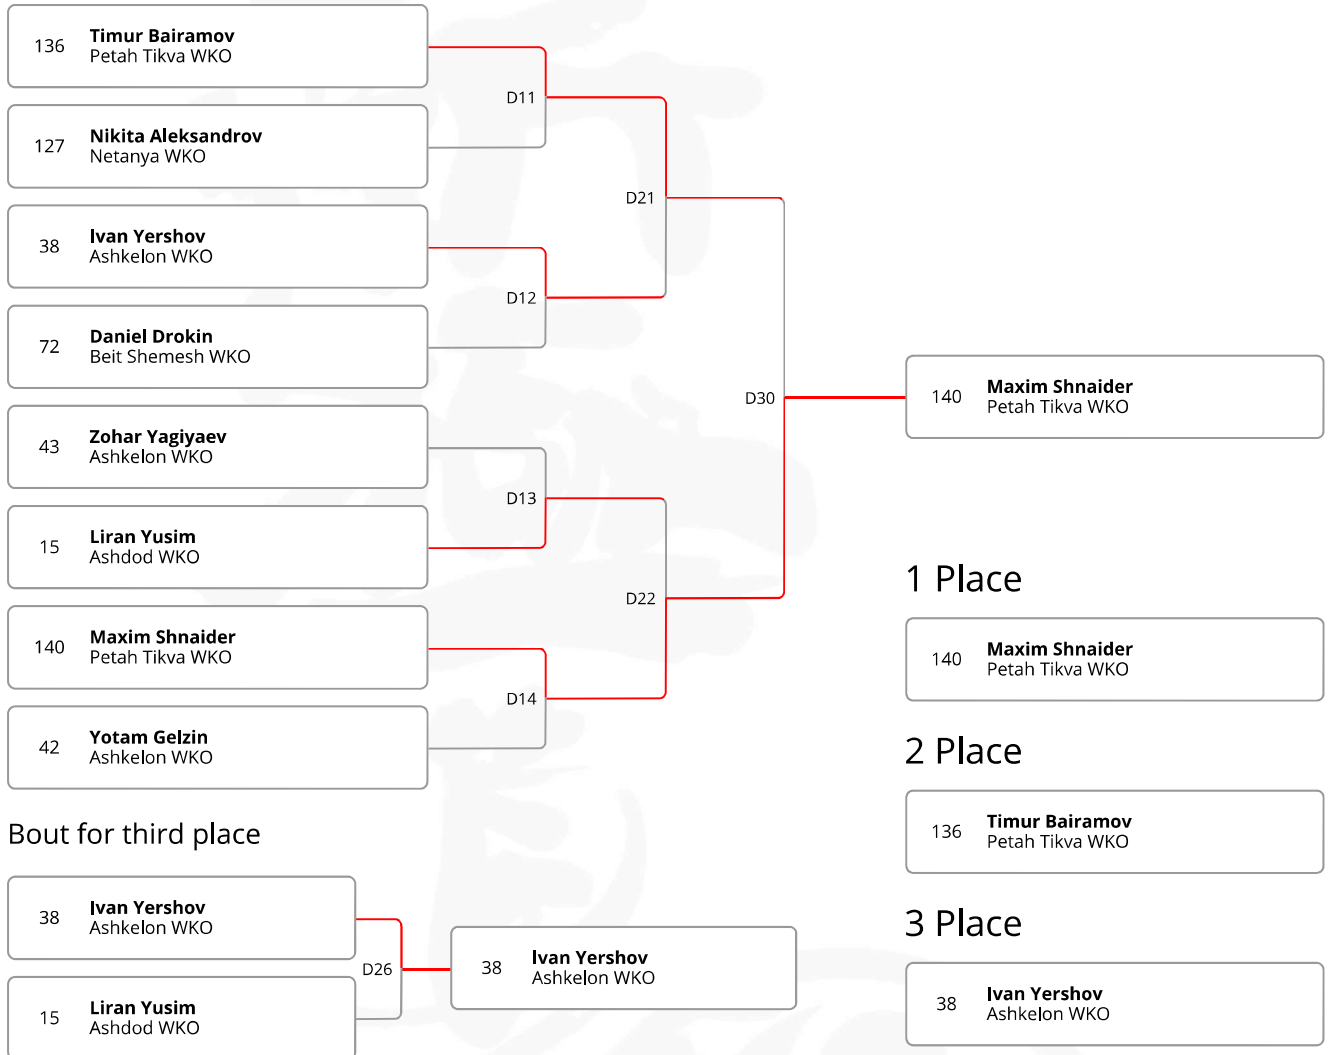 136 Timur Bairamov
Petah Tikva WKO
D11
127 Nikita Aleksandrov
Netanya WKO
D21
38 Ivan Yershov
Ashkelon WKO
D12
72 Daniel Drokin
Beit Shemesh WKO
D30
140 Maxim Shnaider
Petah Tikva WKO
43 Zohar Yagiyaev
Ashkelon WKO
D13
15 Liran Yusim
Ashdod WKO
D22
140 Maxim Shnaider
Petah Tikva WKO
D14
42 Yotam Gelzin
Ashkelon WKO
1 Place
140 Maxim Shnaider
Petah Tikva WKO
2 Place
136 Timur Bairamov
Petah Tikva WKO
3 Place
38 Ivan Yershov
Ashkelon WKO
Bout for third place
38 Ivan Yershov
Ashkelon WKO
D26
15 Liran Yusim
Ashdod WKO
38 Ivan Yershov
Ashkelon WKO